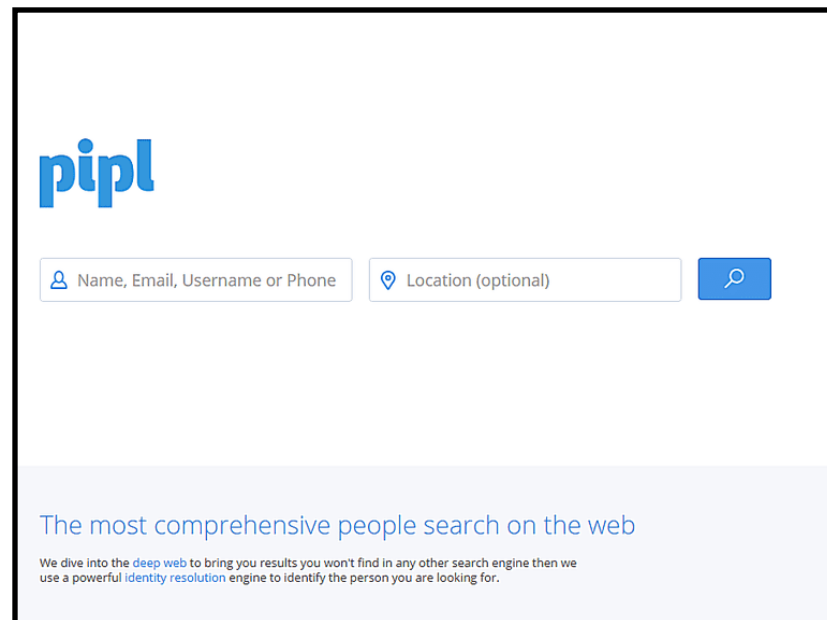 pipl
Name, Email, Username or Phone
Location (optional)
The most comprehensive people search on the web
We dive into the deep web to bring you results you won't find in any other search engine then we
use a powerful identity resolution engine to identify the person you are looking for.